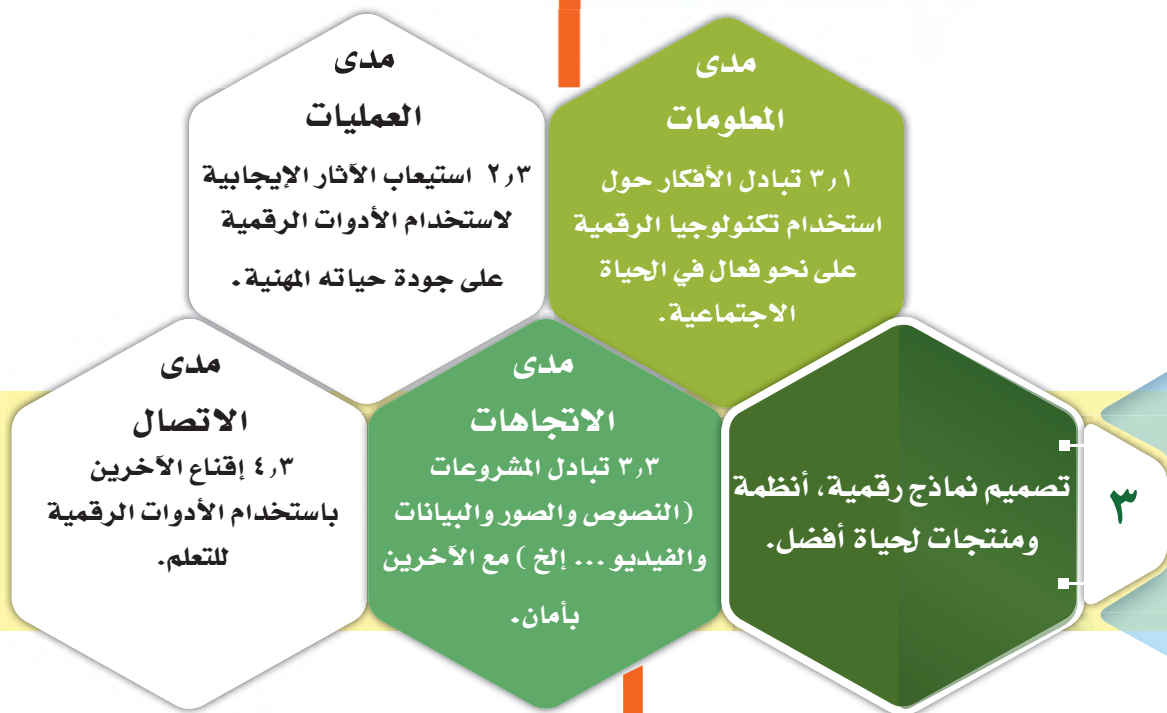 مدى
المعلومات
٣٫١ تبادل الأفكار حول
استخدام تكنولوجيا الرقمية
على نحو فعال في الحياة
الاجتماعية.
مدى
العمليات
٢٫٣ استيعاب الآثار الإيجابية
لاستخدام الأدوات الرقمية
على جودة حياته المهنية.
٣
تصميم نماذج رقمية، أنظمة
ومنتجات لحياة أفضل.
مدى
الاتجاهات
٣٫٣ تبادل المشروعات
(النصوص والصور والبيانات
والفيديو ... إلخ ) مع الآخرين
بأمان.
مدى
الاتصال
٤٫٣ إقناع الآخرين
باستخدام الأدوات الرقمية
للتعلم.